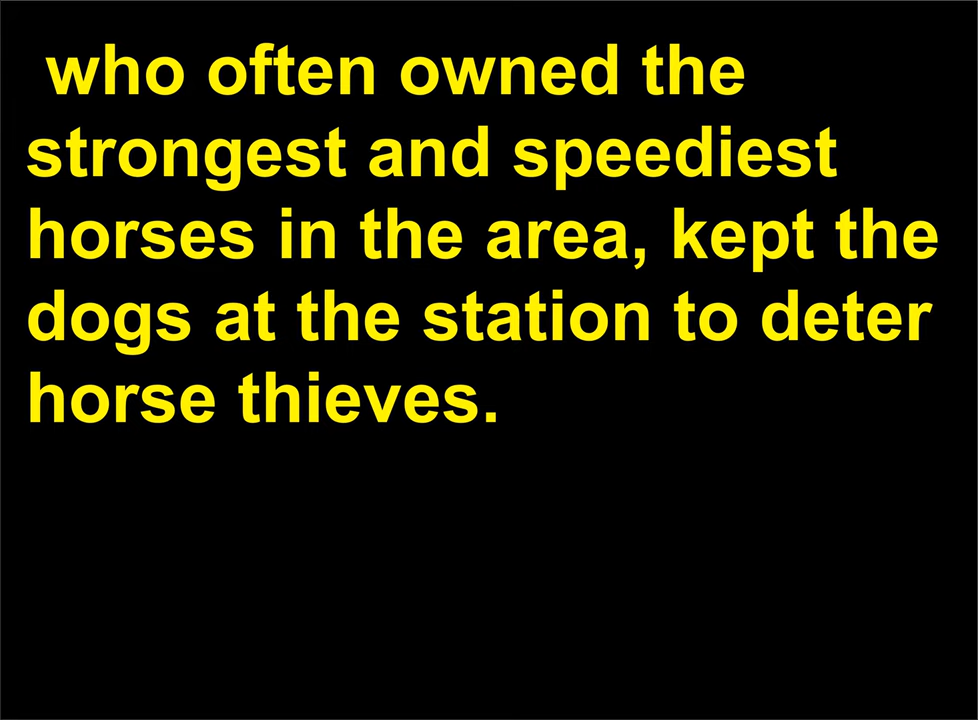 who often owned the
strongest and speediest
horses in the area, kept the
dogs at the station to deter
horse thieves.